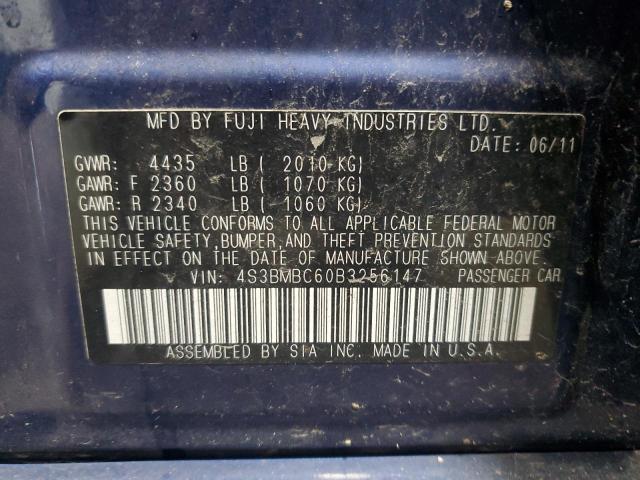 MFD BY FUJI HEAVY INDUSTRIES LTD.
DATE: 06/11
GVWR: 4435 LB ( 2010 KG)
GAWR: F 2360 LB ( 1070 KG)
GAWR: R 2340 LB ( 1060 KG)
THIS VEHICLE CONFORMS TO ALL APPLICABLE FEDERAL MOTOR
VEHICLE SAFETY, BUMPER, AND THEFT PREVENTION STANDARDS
IN EFFECT ON THE DATE OF MANUFACTURE SHOWN ABOVE.
VIN: 4S3BMBC60B3256147 PASSENGER CAR
ASSEMBLED BY SIA INC. MADE IN U.S.A.